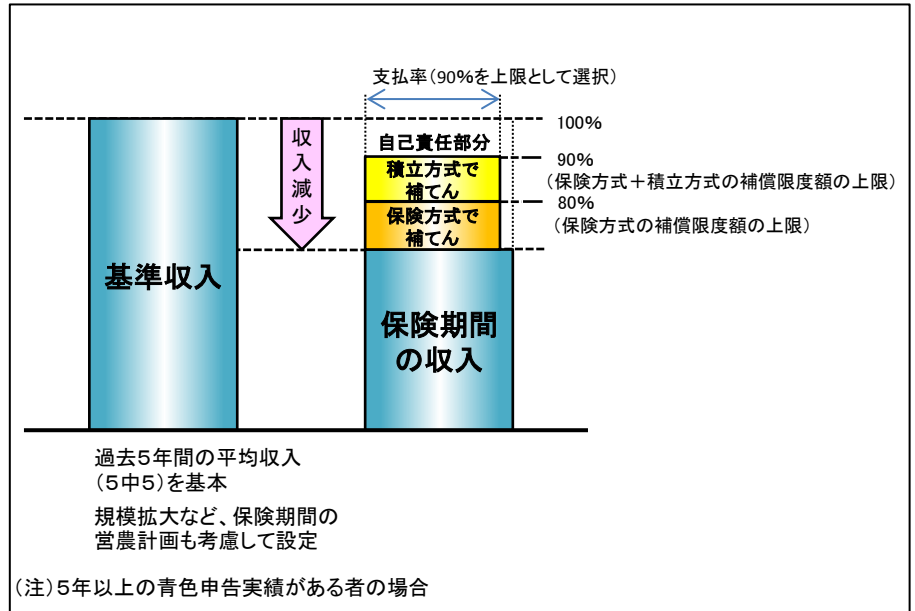 支払率(90%を上限として選択)
100%
収入減少
自己責任部分
90%
積立方式で
補てん
(保険方式+積立方式の補償限度額の上限)
80%
保険方式で
補てん
(保険方式の補償限度額の上限)
基準収入
保険期間
の収入
過去5年間の平均収入
(5中5)を基本
規模拡大など、保険期間の
営農計画も考慮して設定
(注)5年以上の青色申告実績がある者の場合